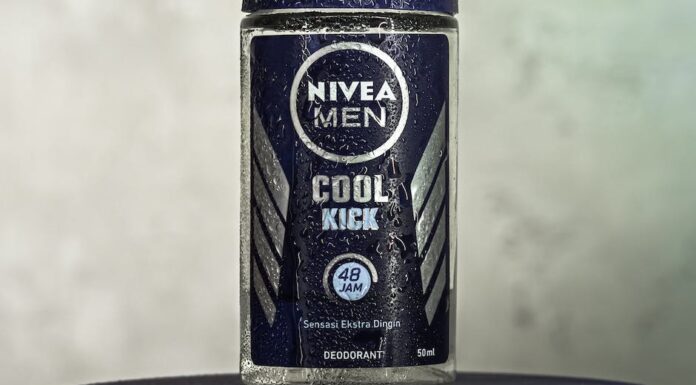 NIVEA
MEN
COOL
KICK
48
JAM
Sensasi Ekstra Dingin
DEODORANT
50ml